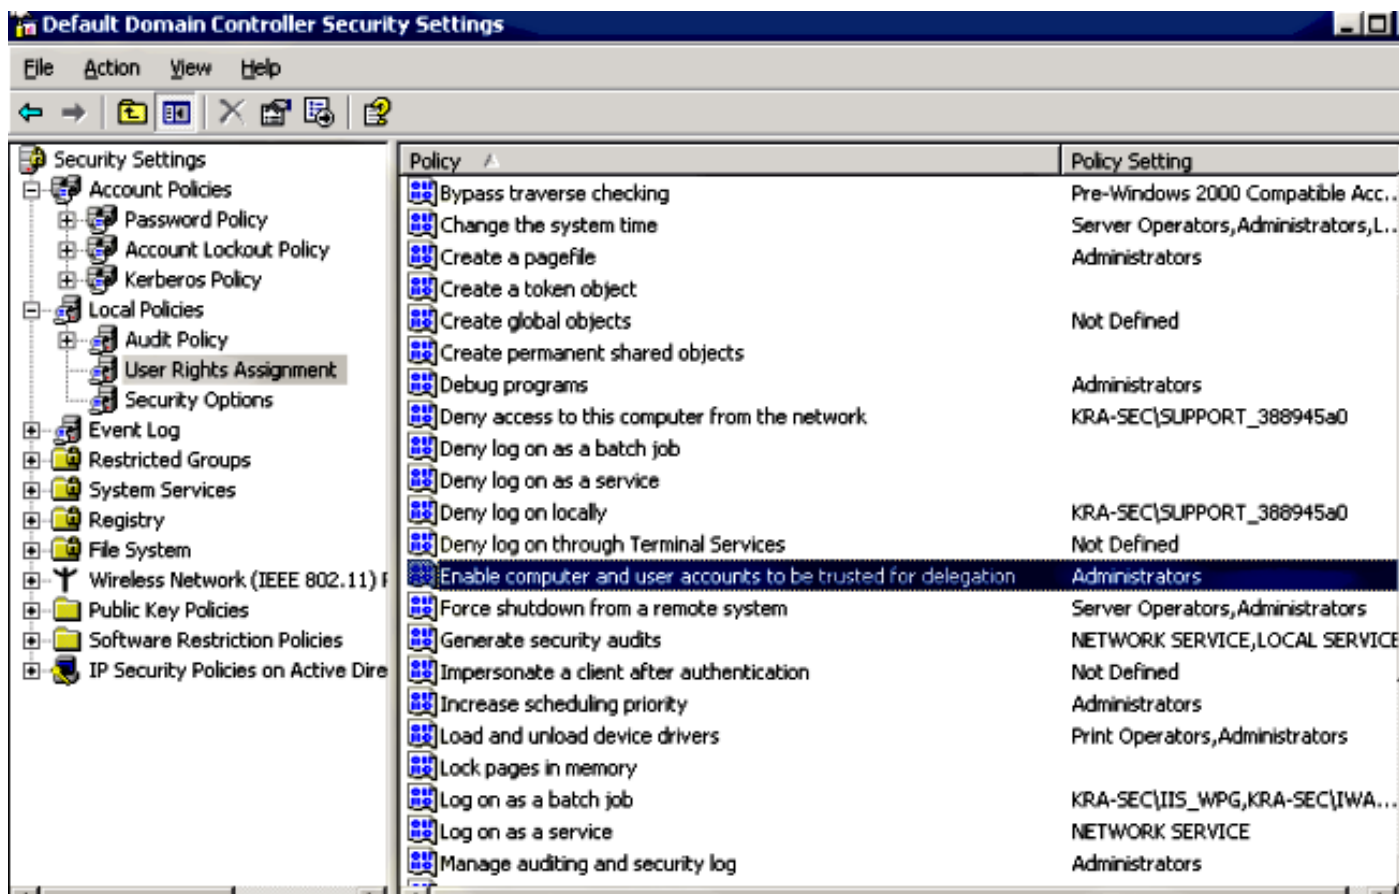 Default Domain Controller Security Settings
File Action View Help
Security Settings
Account Policies
Password Policy
Account Lockout Policy
Kerberos Policy
Local Policies
Audit Policy
User Rights Assignment
Security Options
Event Log
Restricted Groups
System Services
Registry
File System
Wireless Network (IEEE 802.11)
Public Key Policies
Software Restriction Policies
IP Security Policies on Active Dire
Policy Policy Setting
Bypass traverse checking Pre-Windows 2000 Compatible Acc...
Change the system time Server Operators,Administrators,L...
Create a pagefile Administrators
Create a token object
Create global objects Not Defined
Create permanent shared objects
Debug programs Administrators
Deny access to this computer from the network KRA-SEC\SUPPORT_388945a0
Deny log on as a batch job
Deny log on as a service
Deny log on locally KRA-SEC\SUPPORT_388945a0
Deny log on through Terminal Services Not Defined
Enable computer and user accounts to be trusted for delegation Administrators
Force shutdown from a remote system Server Operators,Administrators
Generate security audits NETWORK SERVICE,LOCAL SERVICE
Impersonate a client after authentication Not Defined
Increase scheduling priority Administrators
Load and unload device drivers Print Operators,Administrators
Lock pages in memory
Log on as a batch job KRA-SEC\IIS_WPG,KRA-SEC\IWA...
Log on as a service NETWORK SERVICE
Manage auditing and security log Administrators